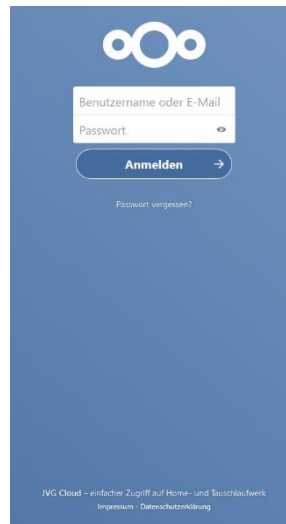 Benutzername oder E-Mail
Passwort
Anmelden
Passwort vergessen?
JVG Cloud – einfacher Zugriff auf Home- und Tauschlaufwerk
Impressum · Datenschutzerklärung